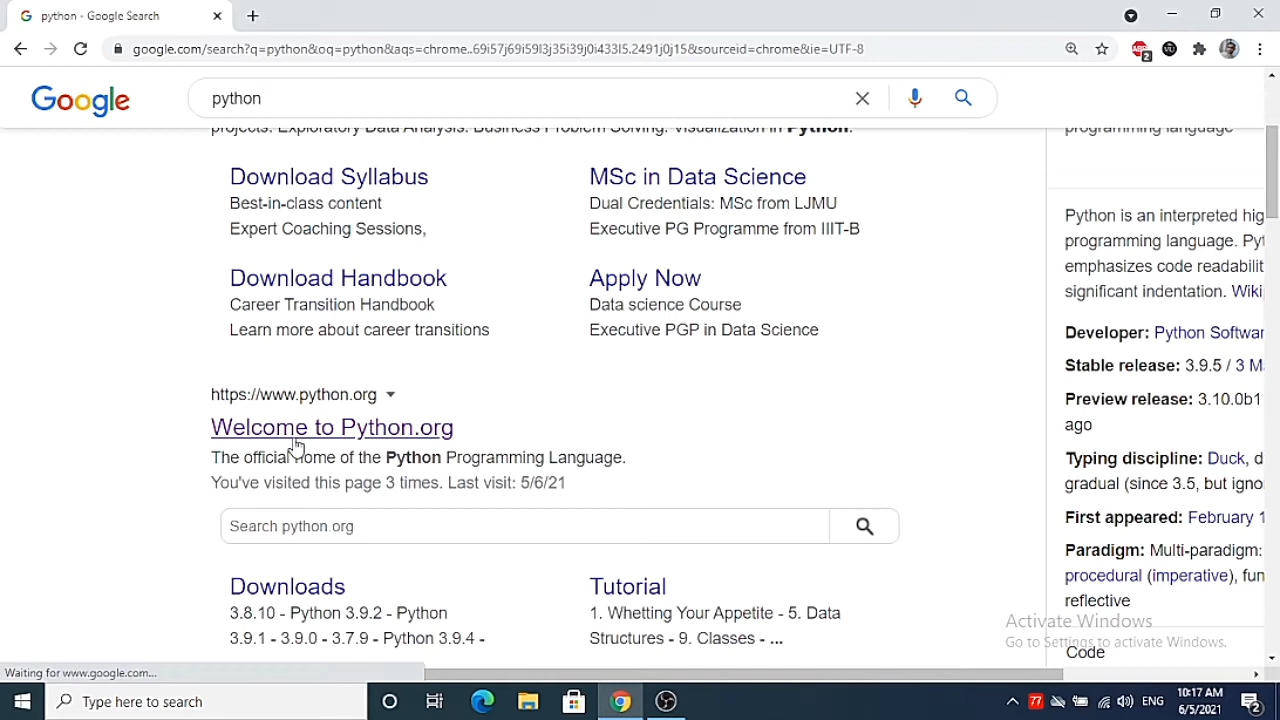 python - Google Search
google.com/search?q=python&oq=python&aqs=chrome..69i57j69i59l3j35i39j0i433l5.2491j0j15&sourceid=chrome&ie=UTF-8
2
Google
python
projects. Exploratory Data Analysis. Business Problem Solving. Visualization in Python.
Download Syllabus
Best-in-class content
Expert Coaching Sessions,
MSc in Data Science
Dual Credentials: MSc from LJMU
Executive PG Programme from IIIT-B
Download Handbook
Career Transition Handbook
Learn more about career transitions
Apply Now
Data science Course
Executive PGP in Data Science
https://www.python.org
Welcome to Python.org
The official home of the Python Programming Language.
You've visited this page 3 times. Last visit: 5/6/21
Search python.org
Downloads
3.8.10 - Python 3.9.2 - Python
3.9.1 - 3.9.0 - 3.7.9 - Python 3.9.4 -
Tutorial
1. Whetting Your Appetite - 5. Data
Structures - 9. Classes - ...
programming language
Python is an interpreted hig
programming language. Pyt
emphasizes code readabilit
significant indentation. Wiki
Developer: Python Softwar
Stable release: 3.9.5 / 3 M
Preview release: 3.10.0b1
ago
Typing discipline: Duck, d
gradual (since 3.5, but igno
First appeared: February 1
Paradigm: Multi-paradigm:
procedural (imperative), fun
reflective
Code
Activate Windows
Go to Settings to activate Windows.
Waiting for www.google.com...
Type here to search
77
ENG
10:17 AM
6/5/2021
2